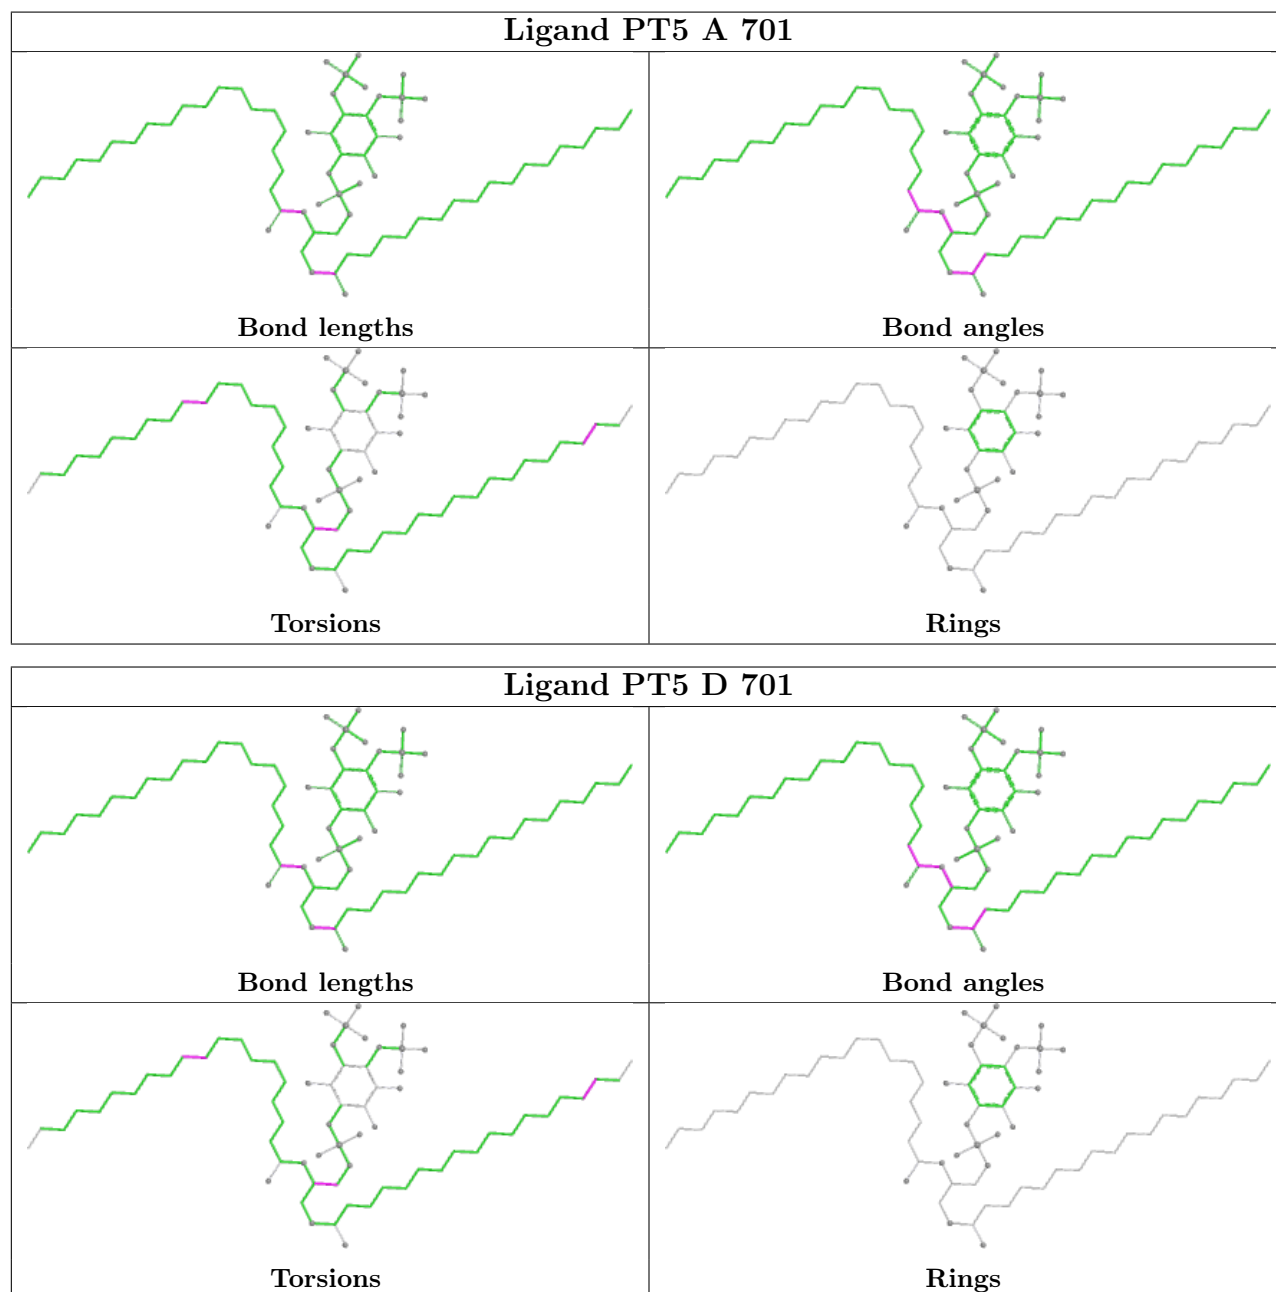 Ligand PT5 A 701
Bond lengths
Bond angles
Torsions
Rings
Ligand PT5 D 701
Bond lengths
Bond angles
Torsions
Rings